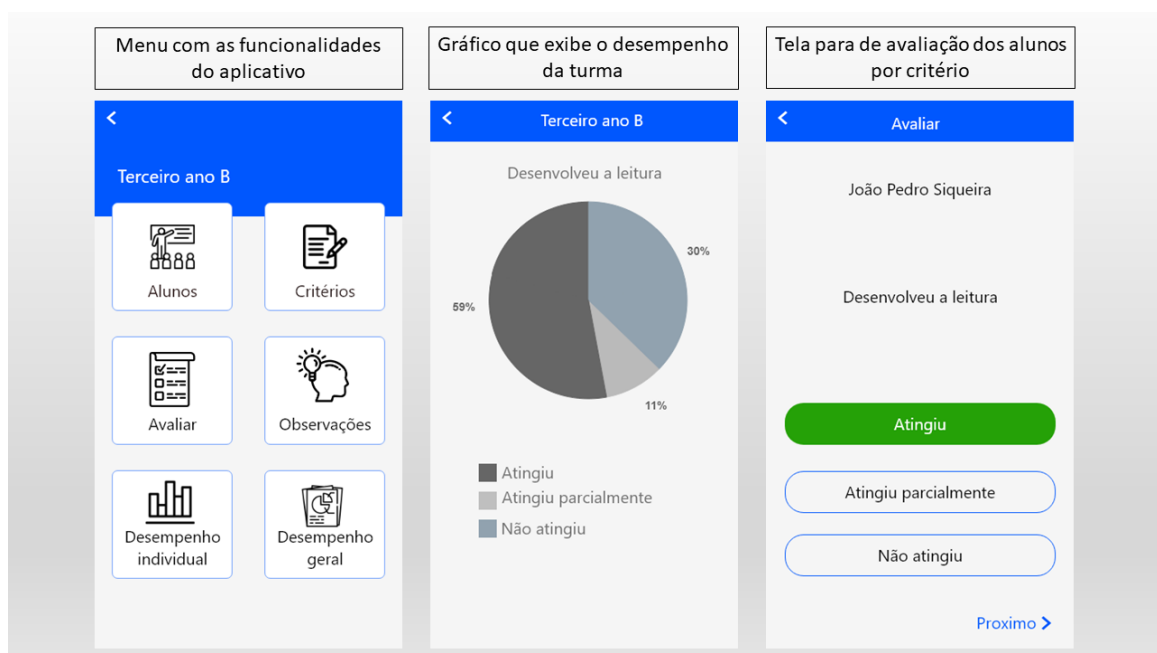 Menu com as funcionalidades
do aplicativo
Terceiro ano B
Alunos
Critérios
Avaliar
Observações
Desempenho
individual
Desempenho
geral
Gráfico que exibe o desempenho
da turma
Terceiro ano B
Desenvolveu a leitura
30%
59%
11%
Atingiu
Atingiu parcialmente
Não atingiu
Tela para de avaliação dos alunos
por critério
Avaliar
João Pedro Siqueira
Desenvolveu a leitura
Atingiu
Atingiu parcialmente
Não atingiu
Proximo